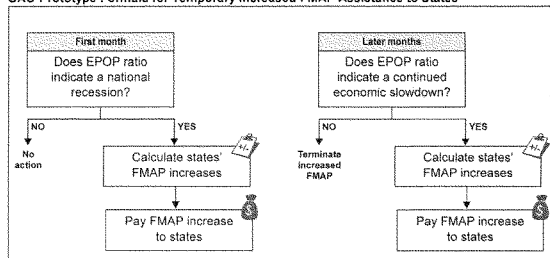 GAO Prototype Formula for Temporary Increased FMAP Assistance to States
First month
Does EPOP ratio
indicate a national
recession?
NO
YES
No
action
Calculate states'
FMAP increases
Pay FMAP increase
to states
Later months
Does EPOP ratio
indicate a continued
economic slowdown?
NO
YES
Terminate
increased
FMAP
Calculate states'
FMAP increases
Pay FMAP increase
to states
+/-
$
+/-
$